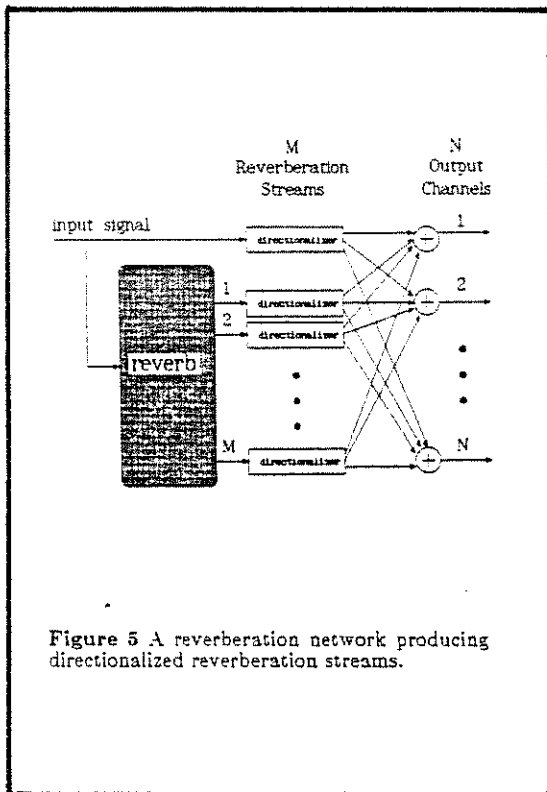 M
Reverberation
Streams
N
Output
Channels
input signal
directionalizer
1
1
directionalizer
2
2
directionalizer
reverb
M
directionalizer
N
Figure 5 A reverberation network producing
directionalized reverberation streams.